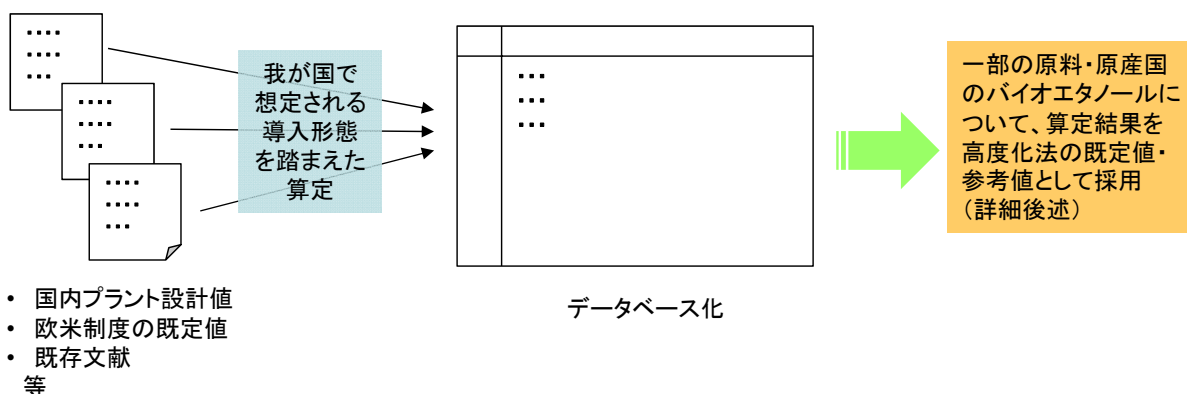 我が国で
想定される
導入形態
を踏まえた
算定
一部の原料・原産国
のバイオエタノールに
ついて、算定結果を
高度化法の既定値・
参考値として採用
(詳細後述)
• 国内プラント設計値
• 欧米制度の既定値
• 既存文献
等
データベース化